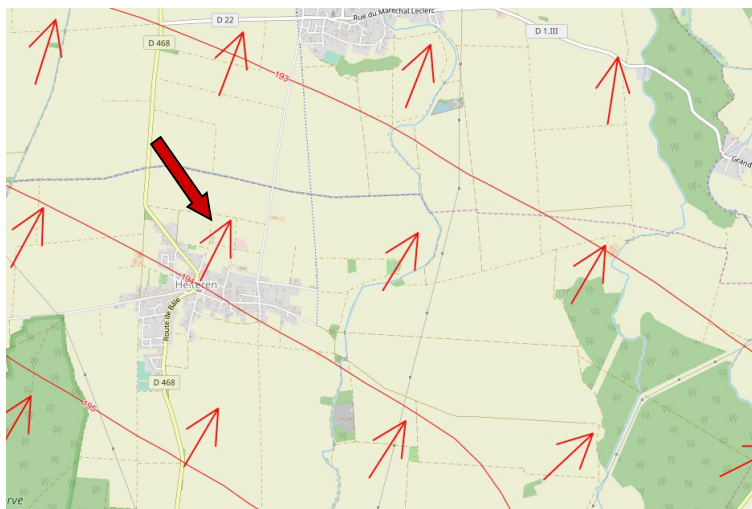 D 22
Rue du Maréchal Leclerc
D 1.III
D 468
193
Grand
194
Heiteren
Route de Bâle
D 468
195
rve